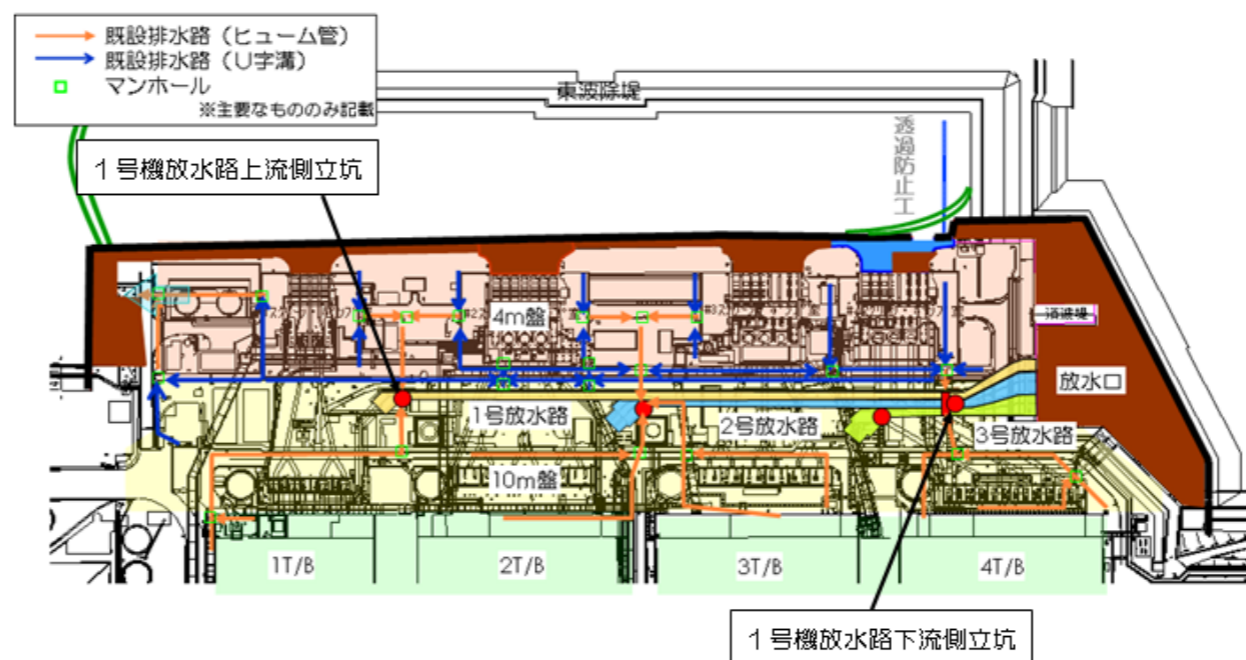 既設排水路（ヒューム管）
既設排水路（U字溝）
マンホール
※主要なもののみ記載
東波除堤
透過防止工
１号機放水路上流側立坑
4m盤
消波堤
放水口
1号放水路
2号放水路
3号放水路
10m盤
1T/B
2T/B
3T/B
4T/B
１号機放水路下流側立坑